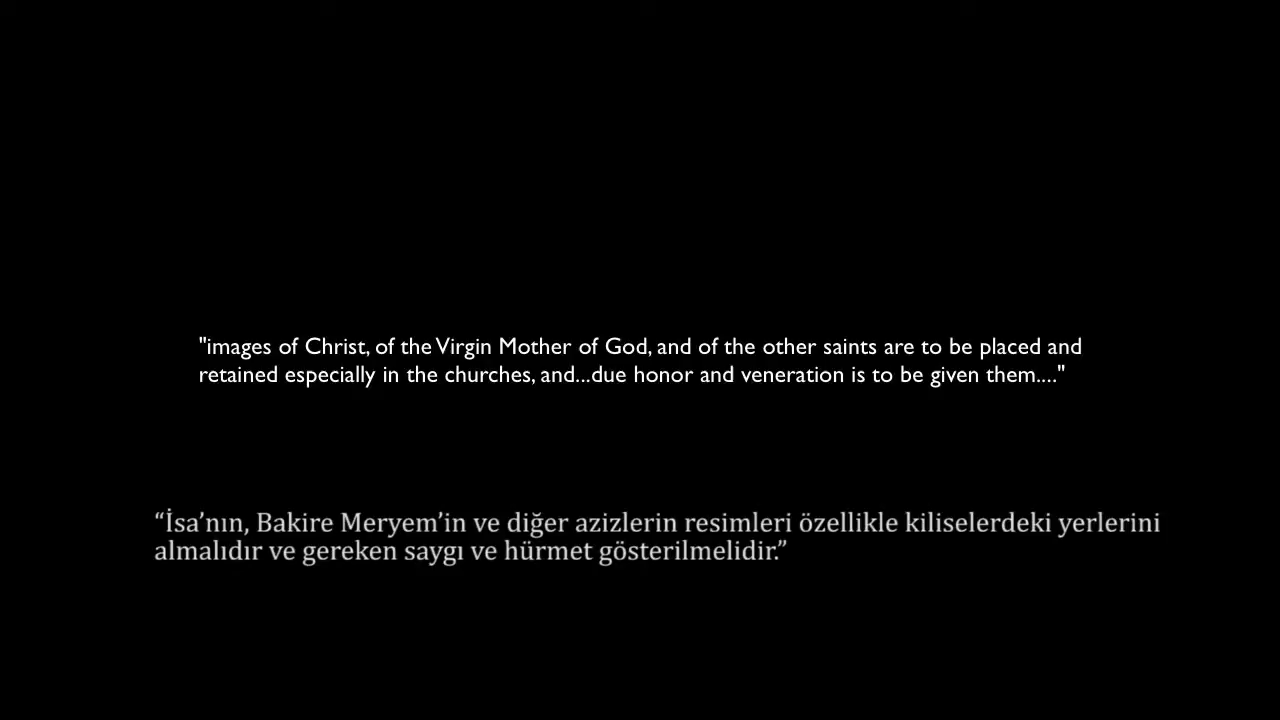 "images of Christ, of the Virgin Mother of God, and of the other saints are to be placed and
retained especially in the churches, and...due honor and veneration is to be given them...."
“İsa’nın, Bakire Meryem’in ve diğer azizlerin resimleri özellikle kiliselerdeki yerlerini
almalıdır ve gereken saygı ve hürmet gösterilmelidir.”